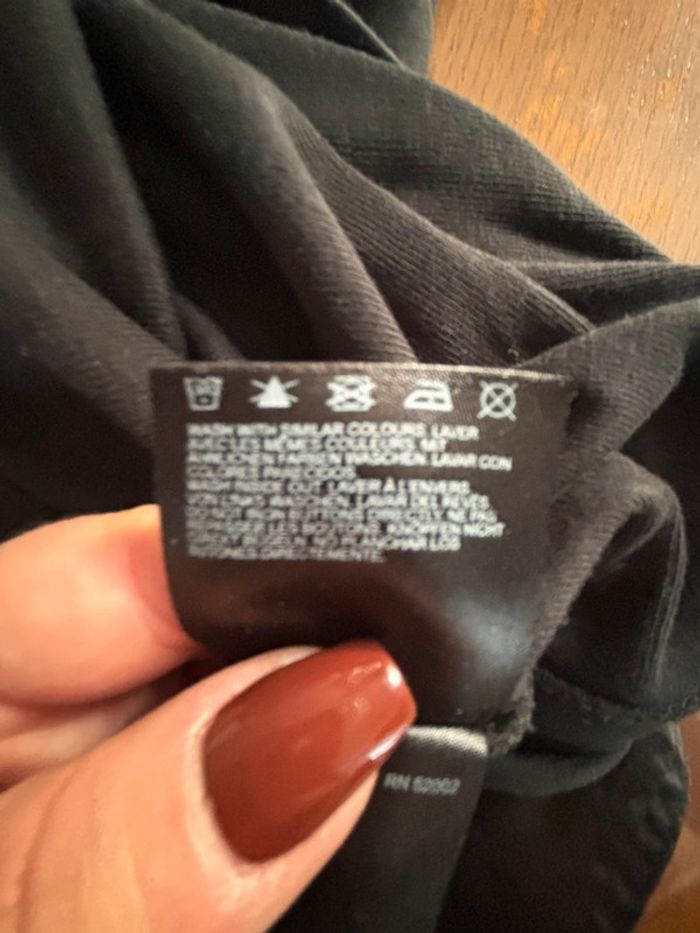 WASH WITH SIMILAR COLOURS, LAVER
AVEC LES MÊMES COULEURS, MIT
ÄHNLICHEN FARBEN WASCHEN, LAVAR CON
COLORES PARECIDOS.
WASH INSIDE OUT, LAVER À L'ENVERS,
VON LINKS WASCHEN, LAVAR DEL REVÉS.
DO NOT IRON BUTTONS DIRECTLY, NE PAS
REPASSER LES BOUTONS, KNÖPFEN NICHT
BÜGELN NO PLANCHAR LOS
BOTONES DIRECTEMENTE.
RN 52002